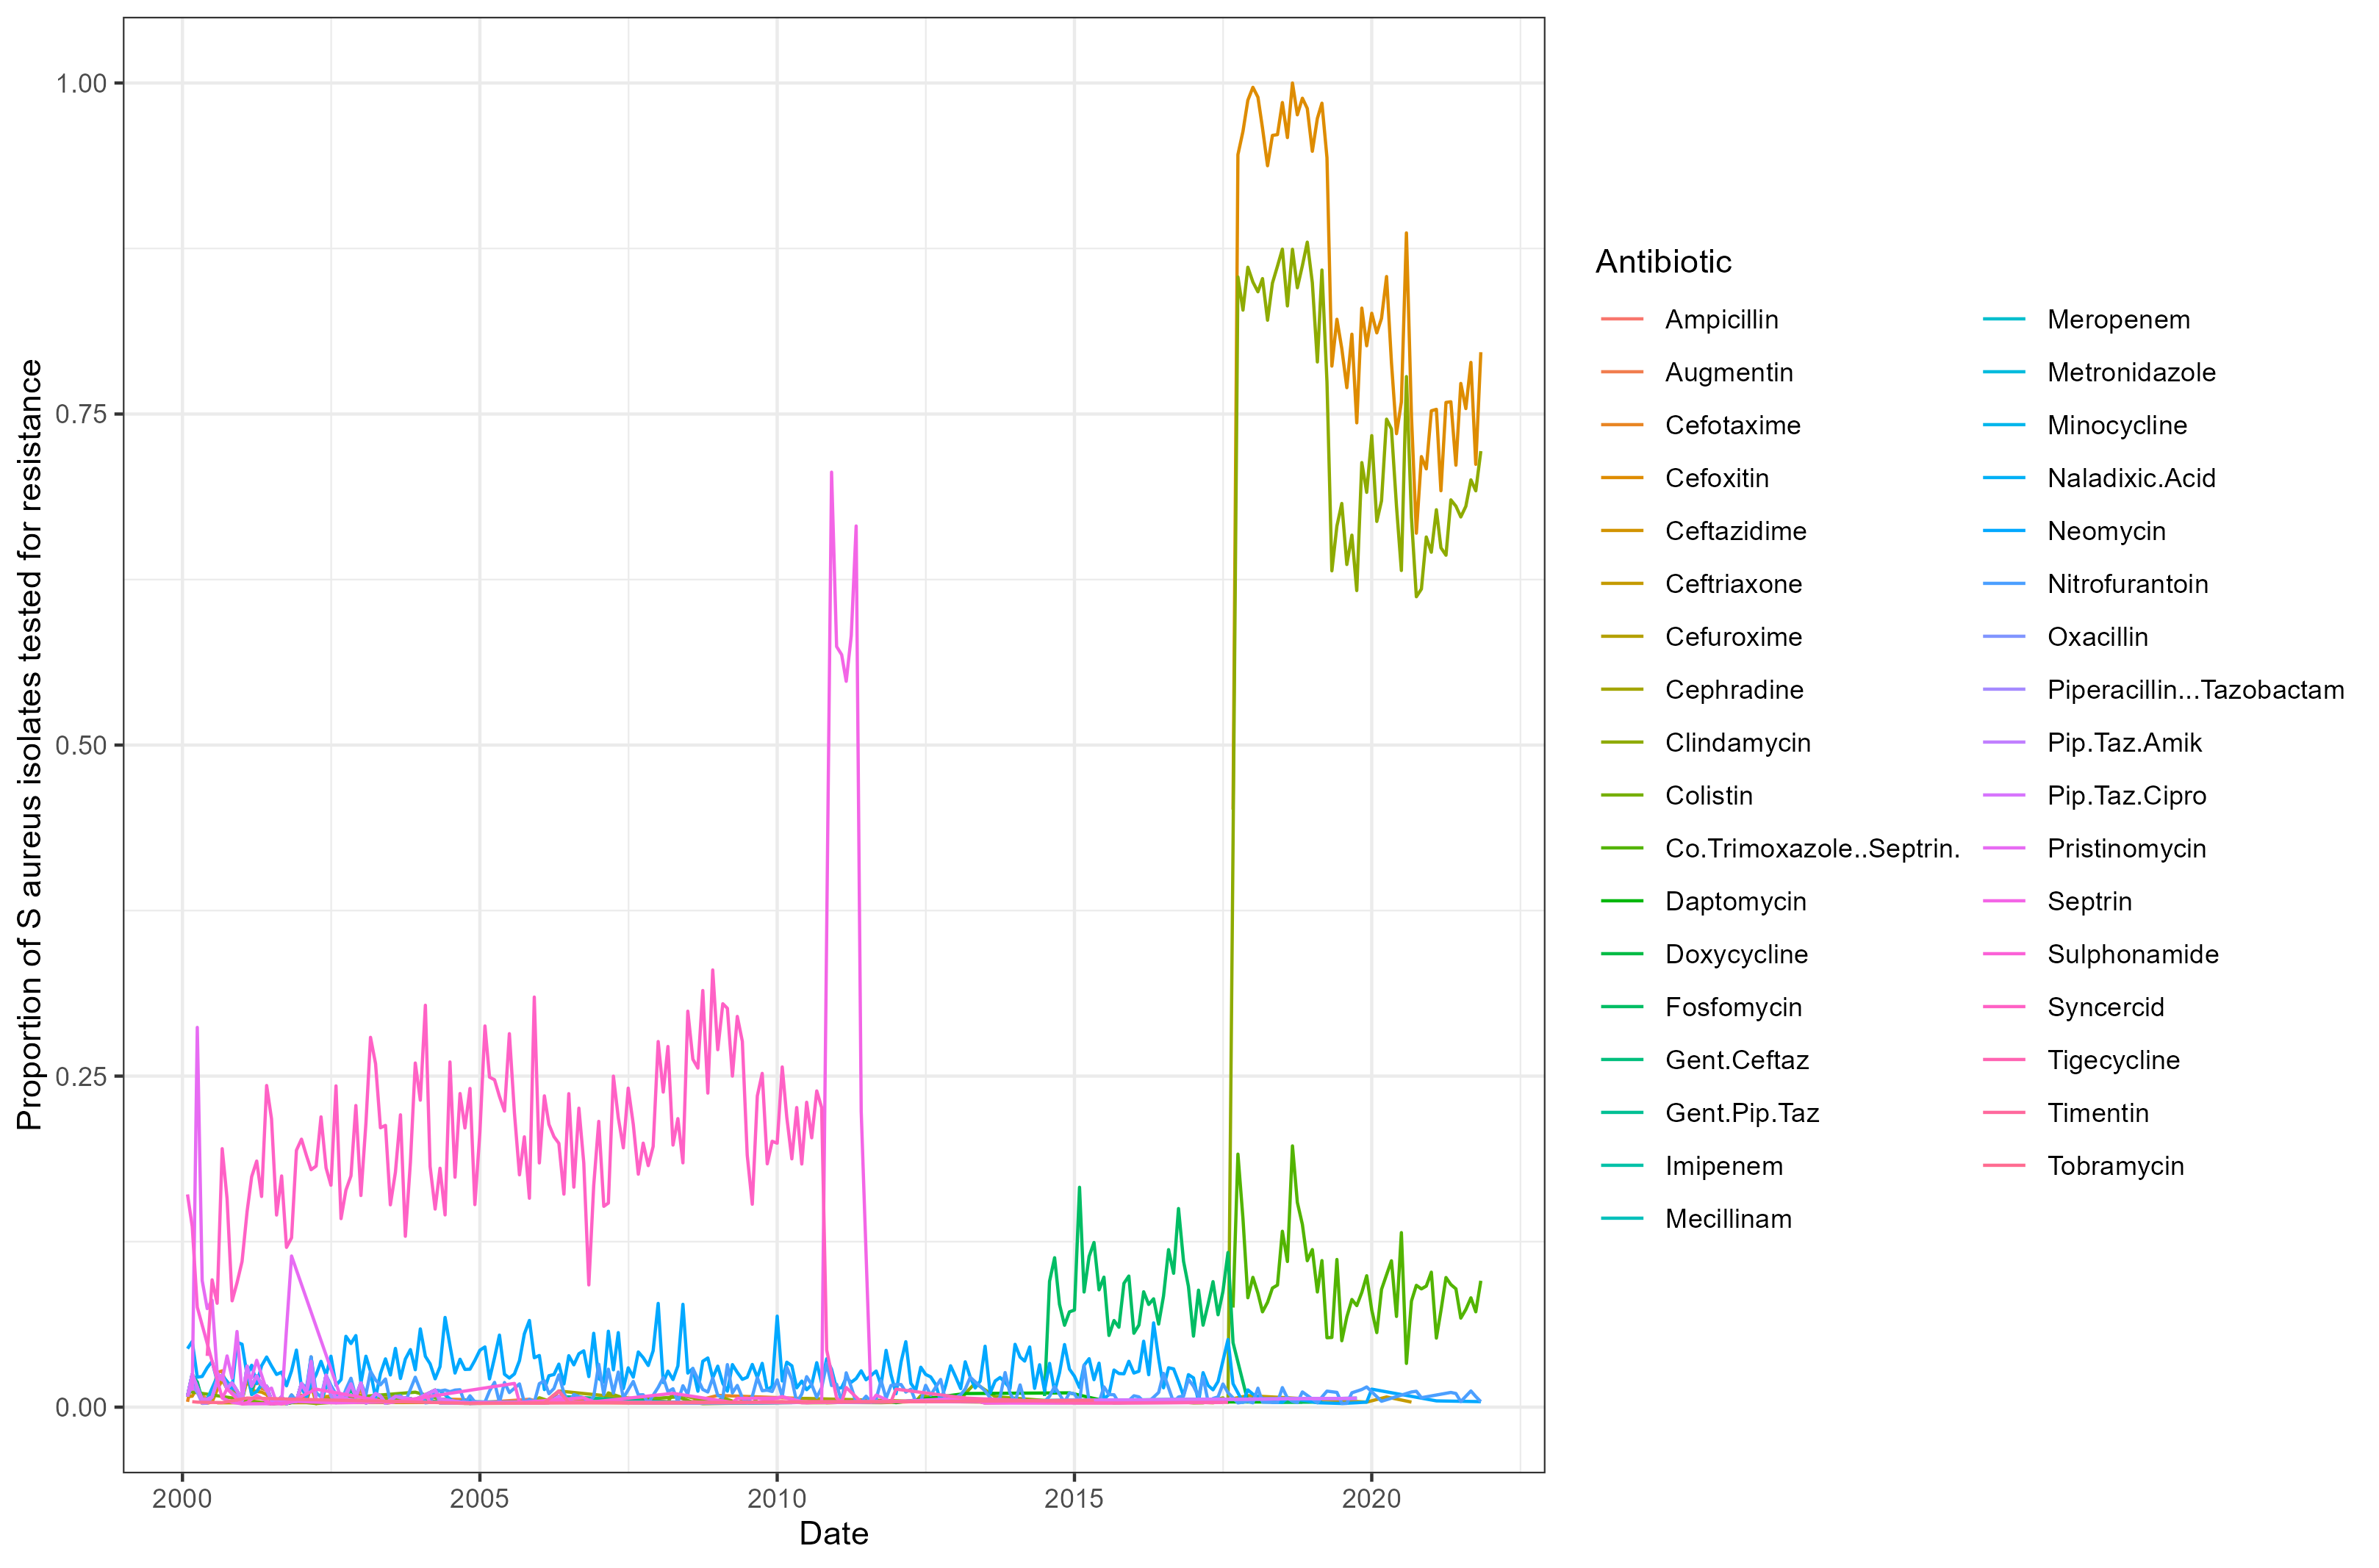 1.00
0.75
0.50
0.25
0.00
Proportion of S aureus isolates tested for resistance
2000
2005
2010
2015
2020
Date
Antibiotic
Ampicillin
Augmentin
Cefotaxime
Cefoxitin
Ceftazidime
Ceftriaxone
Cefuroxime
Cephradine
Clindamycin
Colistin
Co.Trimoxazole..Septrin.
Daptomycin
Doxycycline
Fosfomycin
Gent.Ceftaz
Gent.Pip.Taz
Imipenem
Mecillinam
Meropenem
Metronidazole
Minocycline
Naladixic.Acid
Neomycin
Nitrofurantoin
Oxacillin
Piperacillin...Tazobactam
Pip.Taz.Amik
Pip.Taz.Cipro
Pristinomycin
Septrin
Sulphonamide
Syncercid
Tigecycline
Timentin
Tobramycin